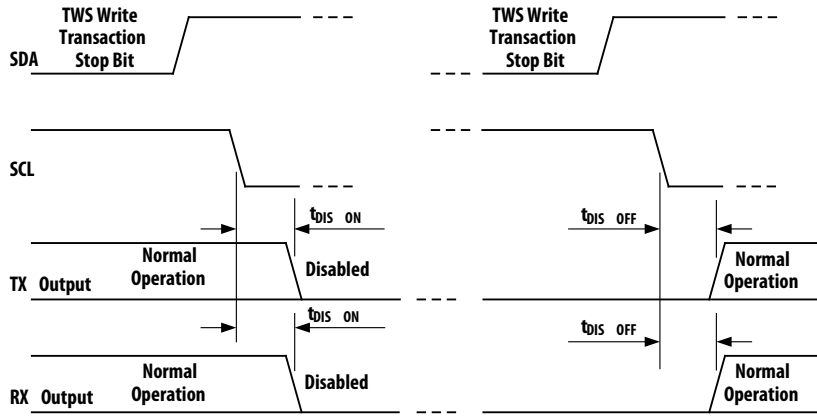 TWS Write
Transaction
Stop Bit
TWS Write
Transaction
Stop Bit
SDA
SCL
tDIS ON
tDIS OFF
TX Output
Normal
Operation
Disabled
Normal
Operation
tDIS ON
tDIS OFF
RX Output
Normal
Operation
Disabled
Normal
Operation